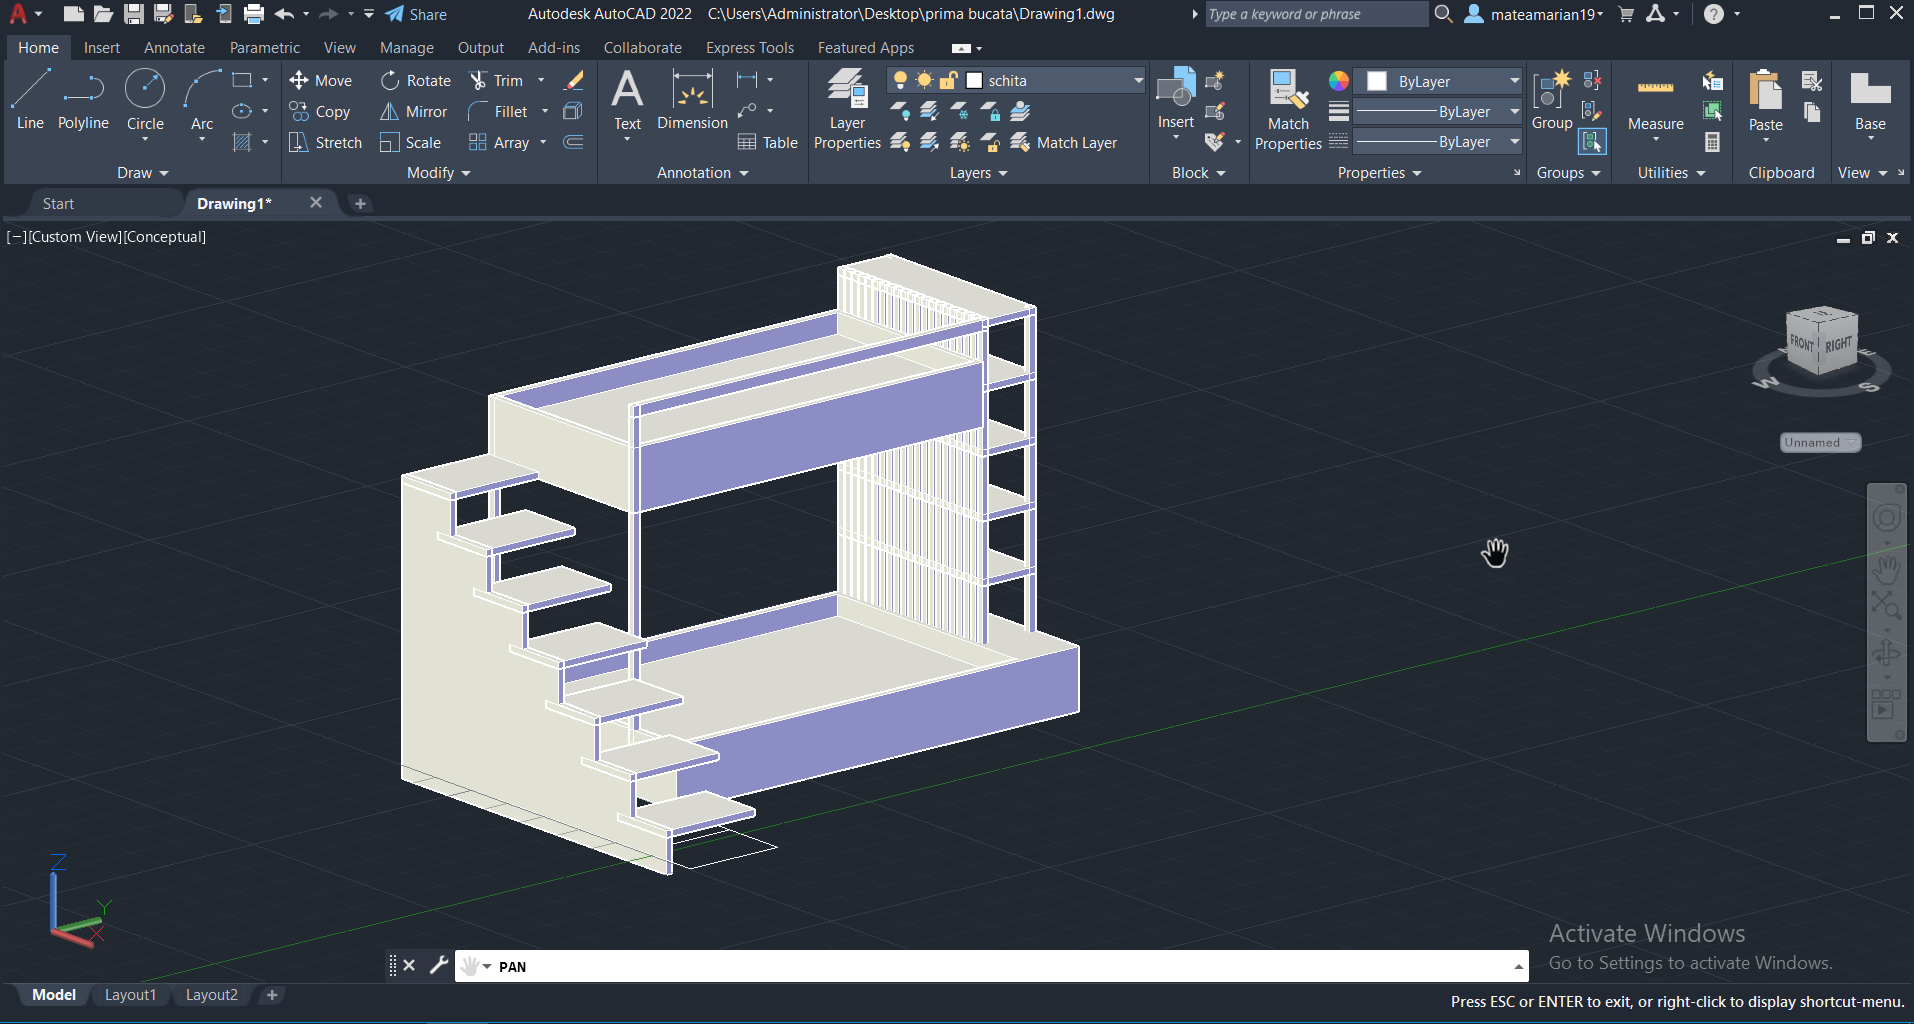 Share
Autodesk AutoCAD 2022 C:\Users\Administrator\Desktop\prima bucata\Drawing1.dwg
Type a keyword or phrase
mateamarian19
Home Insert Annotate Parametric View Manage Output Add-ins Collaborate Express Tools Featured Apps
Line Polyline Circle Arc
Draw
Move Rotate Trim
Copy Mirror Fillet
Stretch Scale Array
Modify
Text Dimension Table
Annotation
Layer Properties
schita
Match Layer
Layers
Insert
Block
Match Properties
ByLayer
ByLayer
ByLayer
Properties
Group
Groups
Measure
Utilities
Paste
Clipboard
Base
View
Start Drawing1*
[−][Custom View][Conceptual]
FRONT RIGHT
W S
Unnamed
Z
Y
X
PAN
Activate Windows
Go to Settings to activate Windows.
Model Layout1 Layout2
Press ESC or ENTER to exit, or right-click to display shortcut-menu.